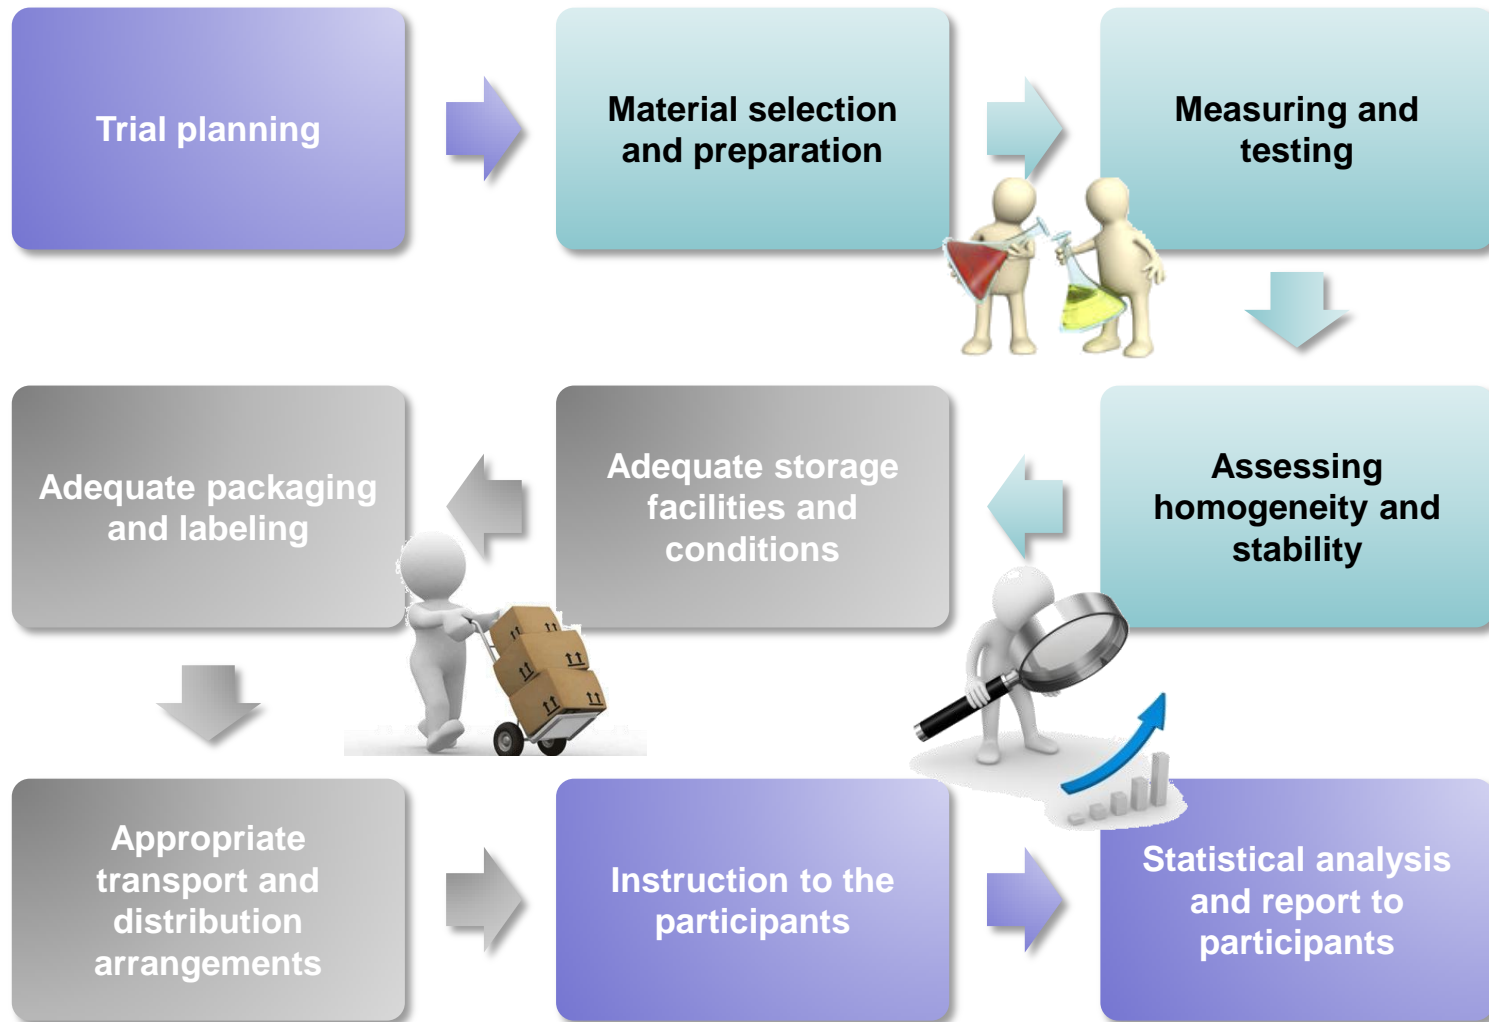 Trial planning
Material selection
and preparation
Measuring and
testing
Adequate packaging
and labeling
Adequate storage
facilities and
conditions
Assessing
homogeneity and
stability
Appropriate
transport and
distribution
arrangements
Instruction to the
participants
Statistical analysis
and report to
participants